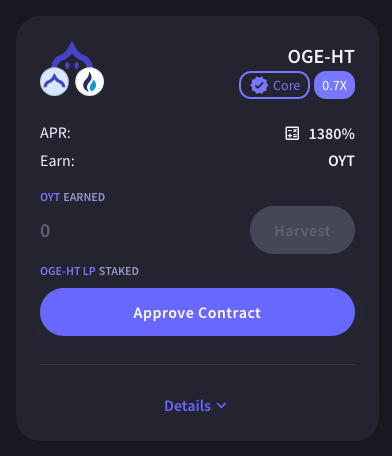 OGE-HT
Core 0.7X
APR: 1380%
Earn: OYT
OYT EARNED
0 Harvest
OGE-HT LP STAKED
Approve Contract
Details